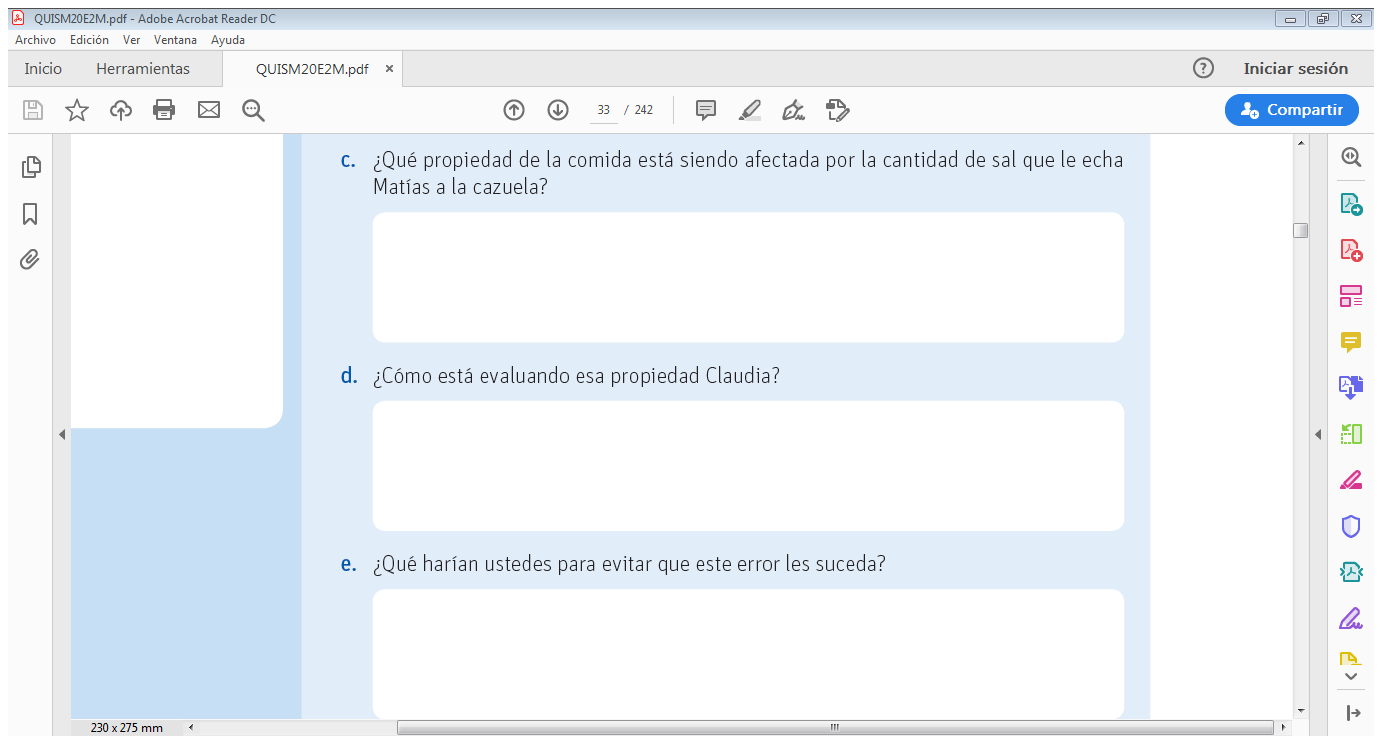 QUISM20E2M.pdf - Adobe Acrobat Reader DC
Archivo Edición Ver Ventana Ayuda
Inicio Herramientas QUISM20E2M.pdf × Iniciar sesión
33 / 242 Compartir
c. ¿Qué propiedad de la comida está siendo afectada por la cantidad de sal que le echa
Matías a la cazuela?
d. ¿Cómo está evaluando esa propiedad Claudia?
e. ¿Qué harían ustedes para evitar que este error les suceda?
230 x 275 mm